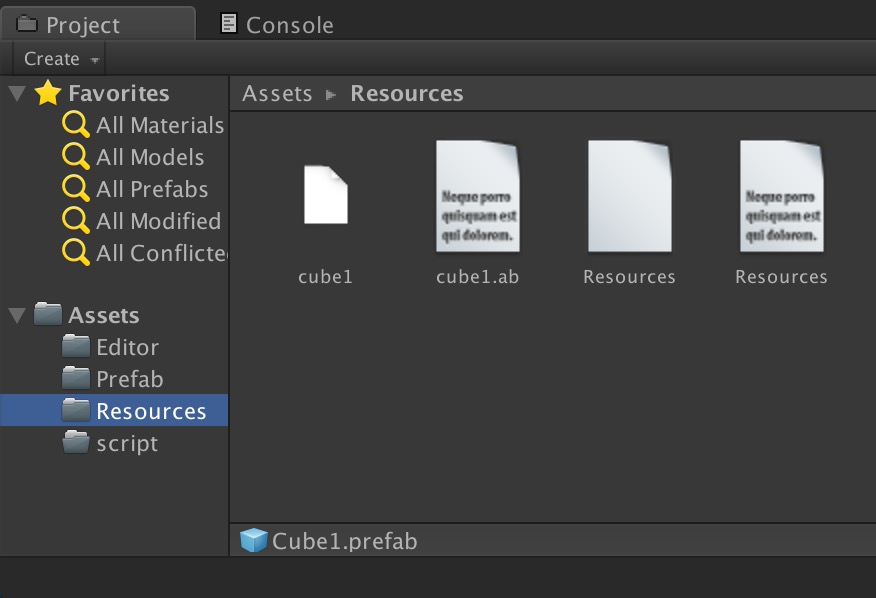 Project
Console
Create
Favorites
All Materials
All Models
All Prefabs
All Modified
All Conflicte
Assets
Editor
Prefab
Resources
script
Assets Resources
Neque porro
quisquam est
qui dolorem.
Neque porro
quisquam est
qui dolorem.
cube1
cube1.ab
Resources
Resources
Cube1.prefab